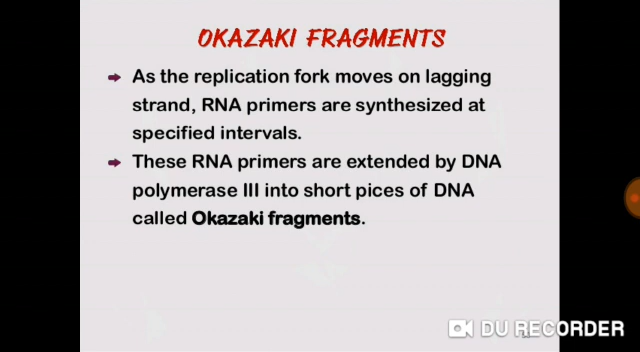 OKAZAKI FRAGMENTS
As the replication fork moves on lagging
strand, RNA primers are synthesized at
specified intervals.
These RNA primers are extended by DNA
polymerase III into short pices of DNA
called Okazaki fragments.
DU RECORDER